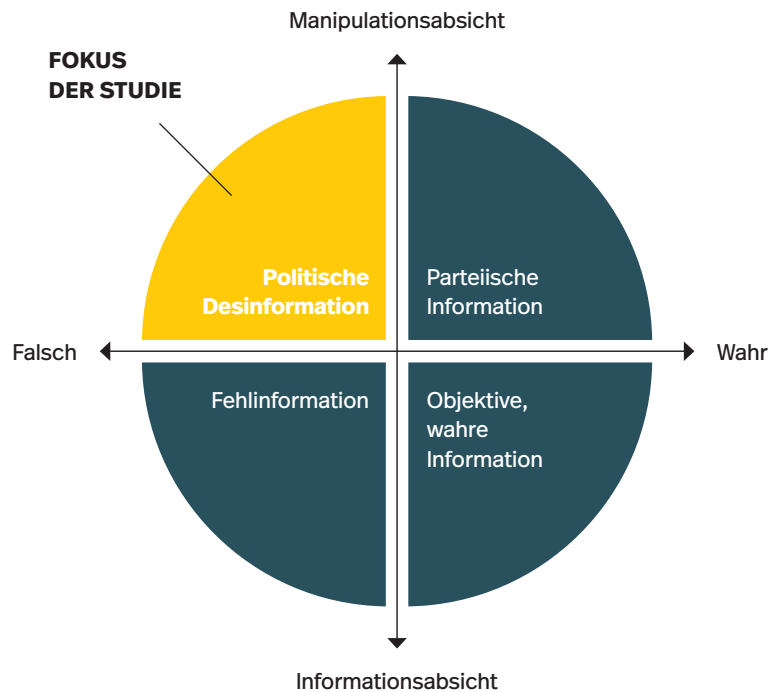 Manipulationsabsicht
FOKUS
DER STUDIE
Politische
Desinformation
Parteiische
Information
Falsch
Wahr
Fehlinformation
Objektive,
wahre
Information
Informationsabsicht